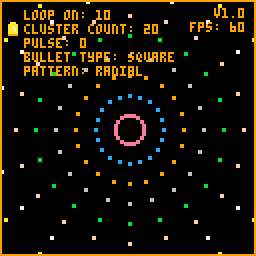 LOOP ON: 10
V1.0
CLUSTER COUNT: 20
FPS: 60
PULSE: 0
BULLET TYPE: SQUARE
PATTERN: RADIAL